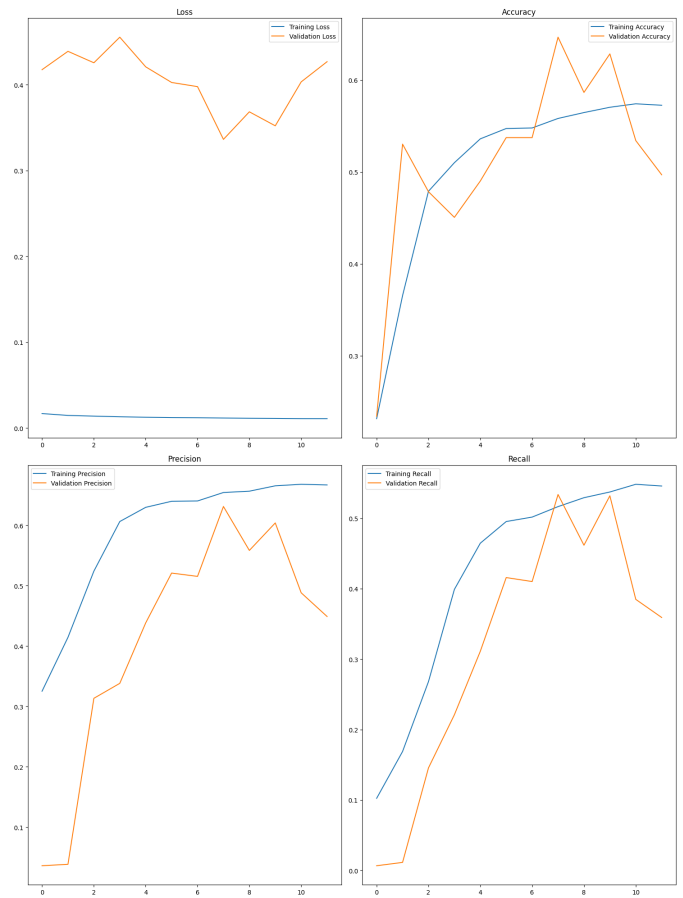 Loss
Training Loss
Validation Loss
0.4
0.3
0.2
0.1
0.0
0 2 4 6 8 10
Accuracy
Training Accuracy
Validation Accuracy
0.6
0.5
0.4
0.3
0 2 4 6 8 10
Precision
Training Precision
Validation Precision
0.6
0.5
0.4
0.3
0.2
0.1
0 2 4 6 8 10
Recall
Training Recall
Validation Recall
0.5
0.4
0.3
0.2
0.1
0.0
0 2 4 6 8 10